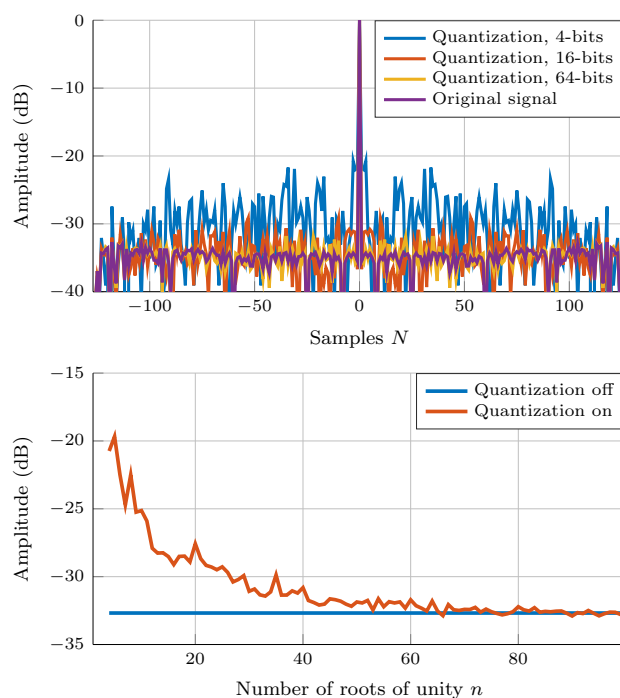 0
−10
−20
−30
−40
Amplitude (dB)
Quantization, 4-bits
Quantization, 16-bits
Quantization, 64-bits
Original signal
−100
−50
0
50
100
Samples N
−15
−20
−25
−30
−35
Amplitude (dB)
Quantization off
Quantization on
20
40
60
80
Number of roots of unity n